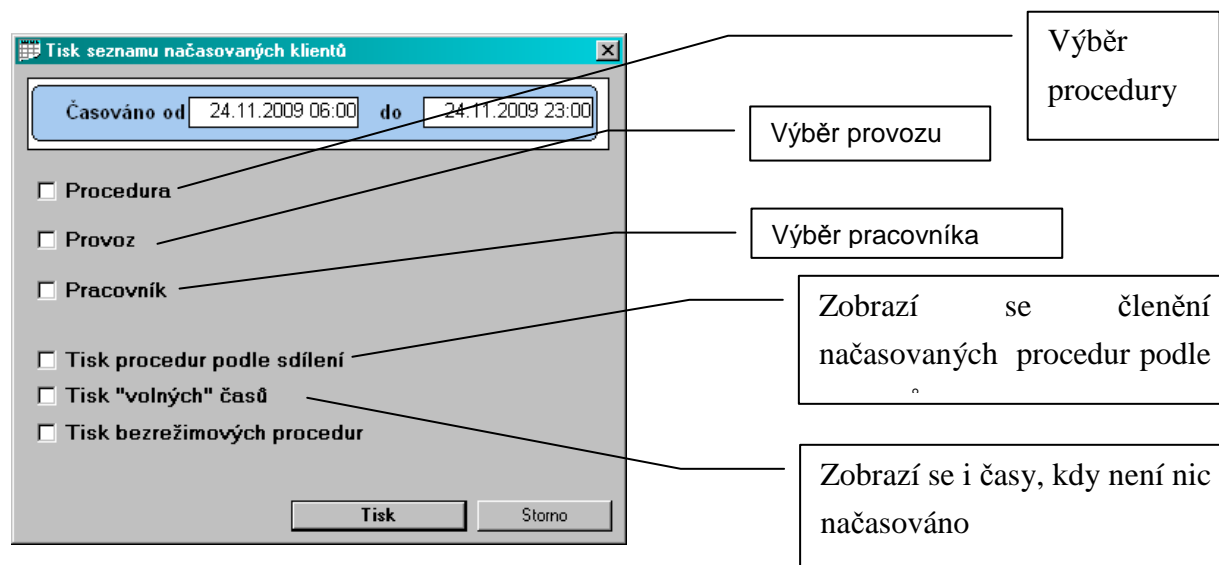 Tisk seznamu načasovaných klientů
Časováno od 24.11.2009 06:00 do 24.11.2009 23:00
Procedura
Provoz
Pracovník
Tisk procedur podle sdílení
Tisk "volných" časů
Tisk bezrežimových procedur
Tisk Storno
Výběr
procedury
Výběr provozu
Výběr pracovníka
Zobrazí se členění
načasovaných procedur podle
Zobrazí se i časy, kdy není nic
načasováno